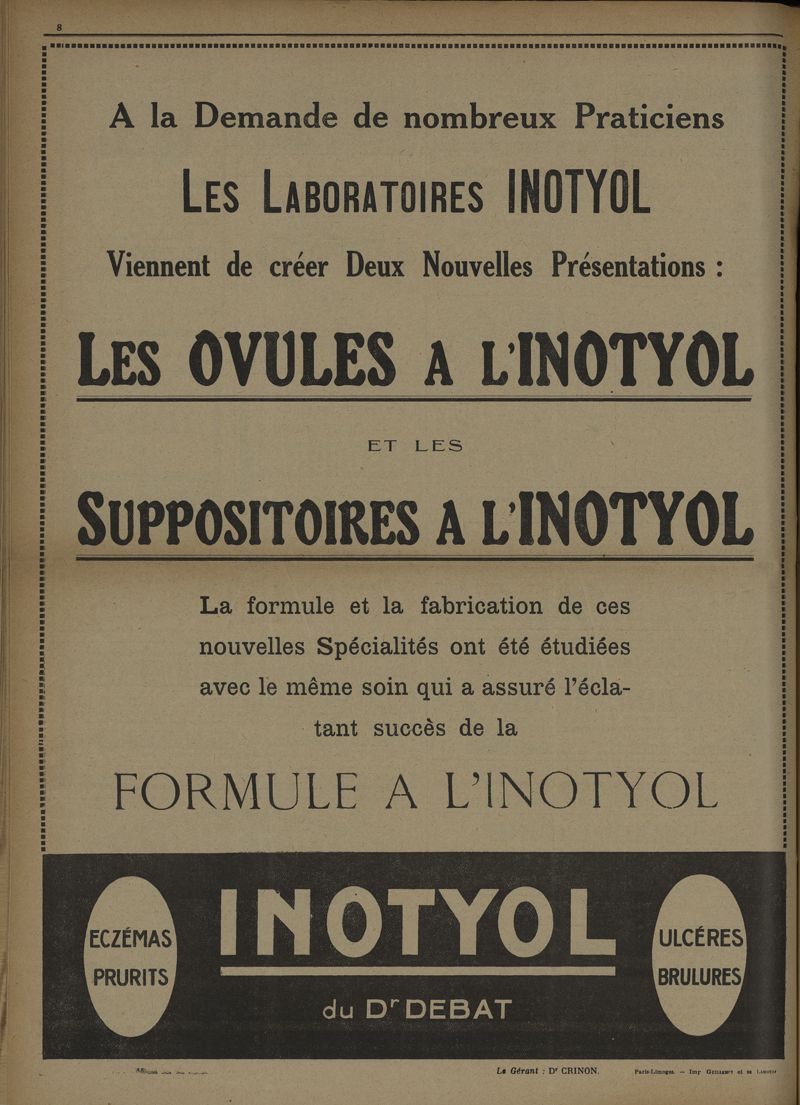 8
A la Demande de nombreux Praticiens
LES LABORATOIRES INOTYOL
Viennent de créer Deux Nouvelles Présentations :
LES OVULES A L'INOTYOL
ET LES
SUPPOSITOIRES A L'INOTYOL
La formule et la fabrication de ces
nouvelles Spécialités ont été étudiées
avec le même soin qui a assuré l'écla-
tant succès de la
FORMULE A L'INOTYOL
ECZÉMAS
PRURITS
INOTYOL
du Dr DEBAT
ULCÉRES
BRULURES
Le Gérant : Dr CRINON.
Paris-Limoges. — Imp